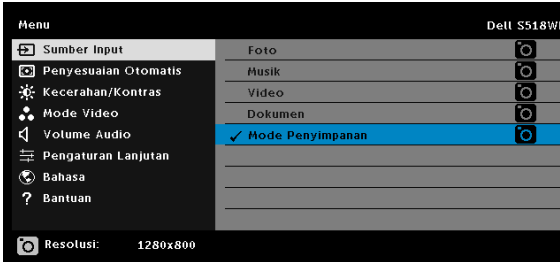 Menu
Dell S518W
Sumber Input
Penyesuaian Otomatis
Kecerahan/Kontras
Mode Video
Volume Audio
Pengaturan Lanjutan
Bahasa
? Bantuan
Foto
Musik
Video
Dokumen
✓ Mode Penyimpanan
Resolusi: 1280x800